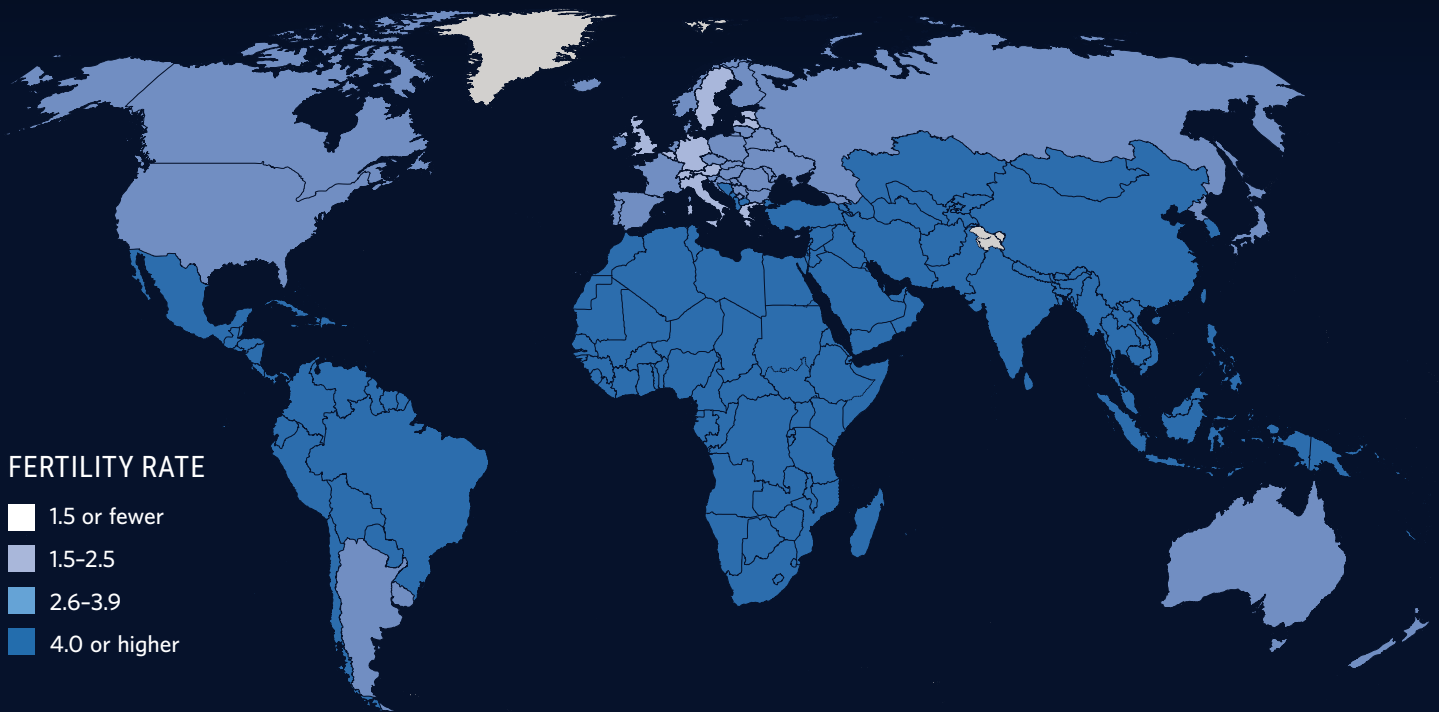 FERTILITY RATE
1.5 or fewer
1.5–2.5
2.6–3.9
4.0 or higher